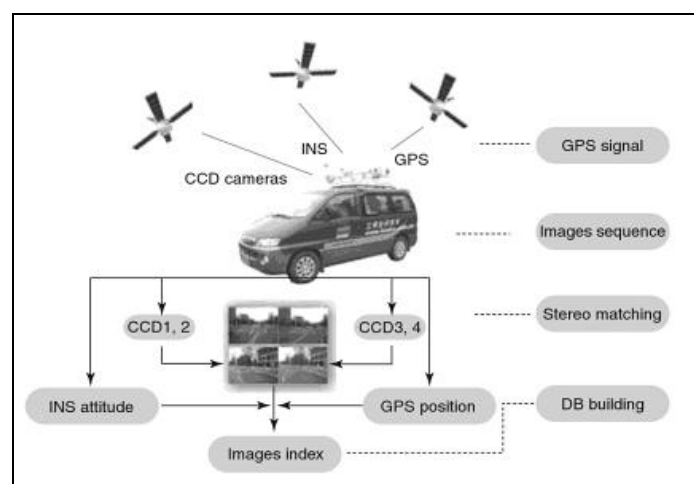 INS
GPS
CCD cameras
GPS signal
Images sequence
CCD1, 2
CCD3, 4
Stereo matching
INS attitude
GPS position
DB building
Images index